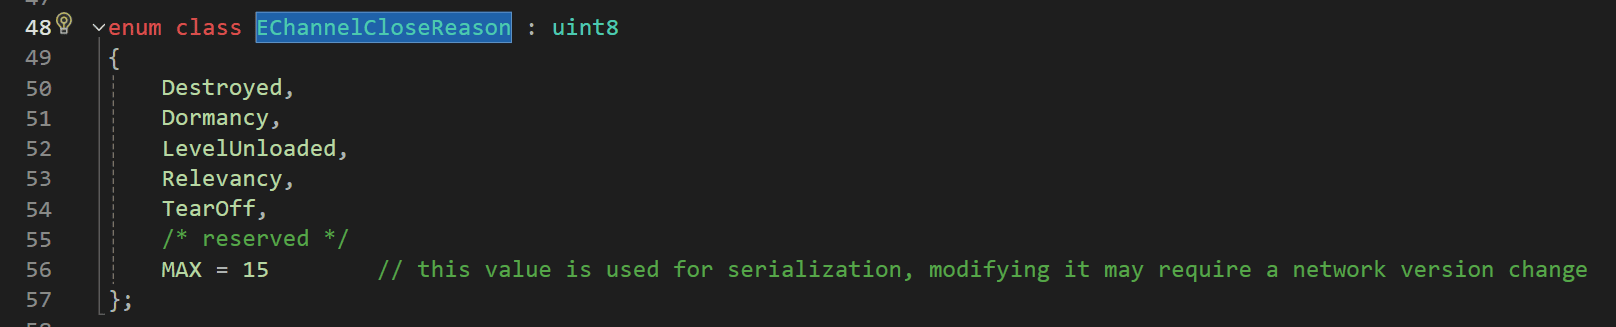 48 enum class EChannelCloseReason : uint8
49 {
50 Destroyed,
51 Dormancy,
52 LevelUnloaded,
53 Relevancy,
54 TearOff,
55 /* reserved */
56 MAX = 15 // this value is used for serialization, modifying it may require a network version change
57 };